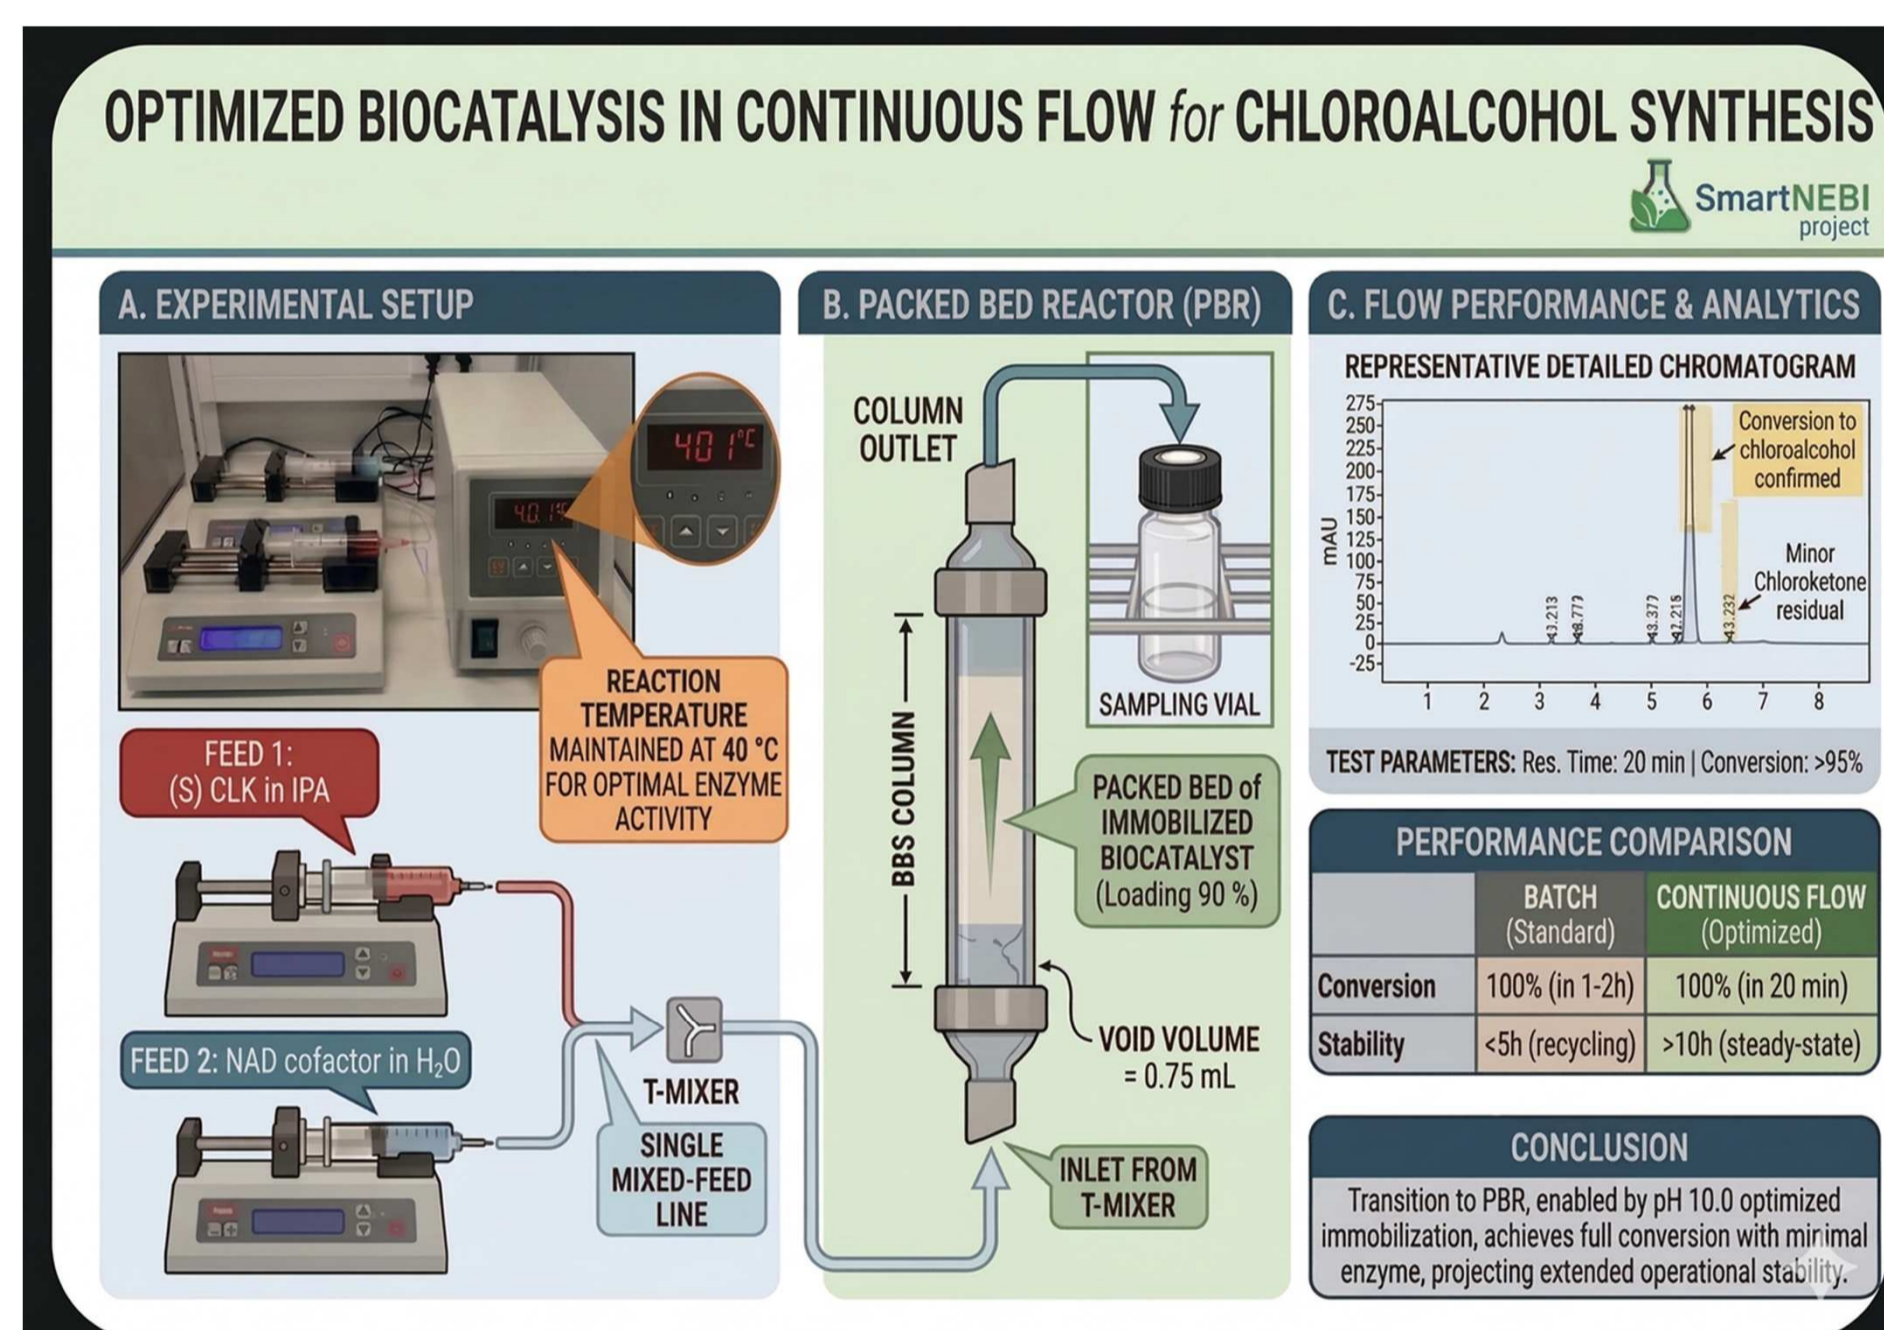 OPTIMIZED BIOCATALYSIS IN CONTINUOUS FLOW for CHLOROALCOHOL SYNTHESIS
SmartNEBI
project
A. EXPERIMENTAL SETUP
401°C
40.1°C
REACTION
TEMPERATURE
MAINTAINED AT 40 °C
FOR OPTIMAL ENZYME
ACTIVITY
FEED 1:
(S) CLK in IPA
FEED 2: NAD cofactor in H₂O
T-MIXER
SINGLE
MIXED-FEED
LINE
B. PACKED BED REACTOR (PBR)
COLUMN
OUTLET
SAMPLING VIAL
BBS COLUMN
PACKED BED of
IMMOBILIZED
BIOCATALYST
(Loading 90 %)
VOID VOLUME
= 0.75 mL
INLET FROM
T-MIXER
C. FLOW PERFORMANCE & ANALYTICS
REPRESENTATIVE DETAILED CHROMATOGRAM
mAU
275
250
225
200
175
150
125
100
75
50
25
0
-25
1 2 3 4 5 6 7 8
Conversion to
chloroalcohol
confirmed
Minor
Chloroketone
residual
TEST PARAMETERS: Res. Time: 20 min | Conversion: >95%
PERFORMANCE COMPARISON
BATCH
(Standard)
CONTINUOUS FLOW
(Optimized)
Conversion 100% (in 1-2h) 100% (in 20 min)
Stability <5h (recycling) >10h (steady-state)
CONCLUSION
Transition to PBR, enabled by pH 10.0 optimized
immobilization, achieves full conversion with minimal
enzyme, projecting extended operational stability.